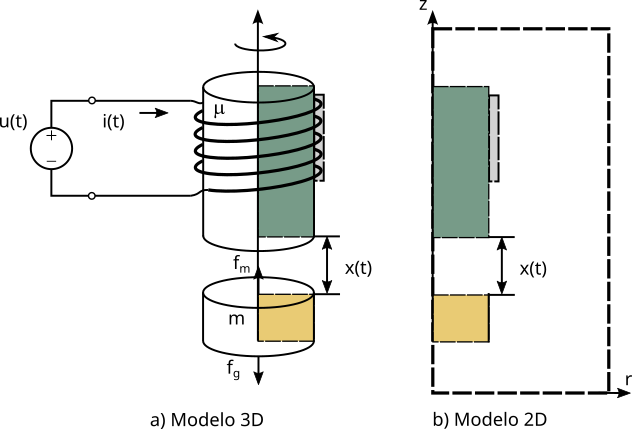 z
μ
u(t)
i(t)
+
−
f_m
x(t)
x(t)
m
f_g
r
a) Modelo 3D
b) Modelo 2D